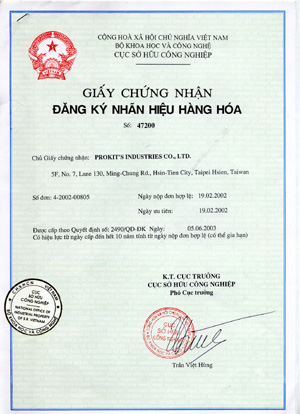 CỘNG HÒA XÃ HỘI CHỦ NGHĨA VIỆT NAM
BỘ KHOA HỌC VÀ CÔNG NGHỆ
CỤC SỞ HỮU CÔNG NGHIỆP
GIẤY CHỨNG NHẬN
ĐĂNG KÝ NHÃN HIỆU HÀNG HÓA
Số: 47200
Chủ Giấy chứng nhận: PROKIT'S INDUSTRIES CO., LTD.
5F, No. 7, Lane 130, Ming-Chung Rd., Hsin-Tien City, Taipei Hsien, Taiwan
Số đơn: 4-2002-00805
Ngày nộp đơn hợp lệ: 19.02.2002
Ngày ưu tiên: 19.02.2002
Được cấp theo Quyết định số: 2490/QĐ-ĐK Ngày: 05.06.2003
Có hiệu lực từ ngày cấp đến hết 10 năm tính từ ngày nộp đơn hợp lệ (có thể gia hạn)
K.T. CỤC TRƯỞNG
CỤC SỞ HỮU CÔNG NGHIỆP
Phó Cục trưởng
CỤC
SỞ HỮU
CÔNG NGHIỆP
NATIONAL OFFICE OF
INDUSTRIAL PROPERTY
OF S.R. VIETNAM
CỤC
SỞ HỮU
CÔNG NGHIỆP
Trần Việt Hùng